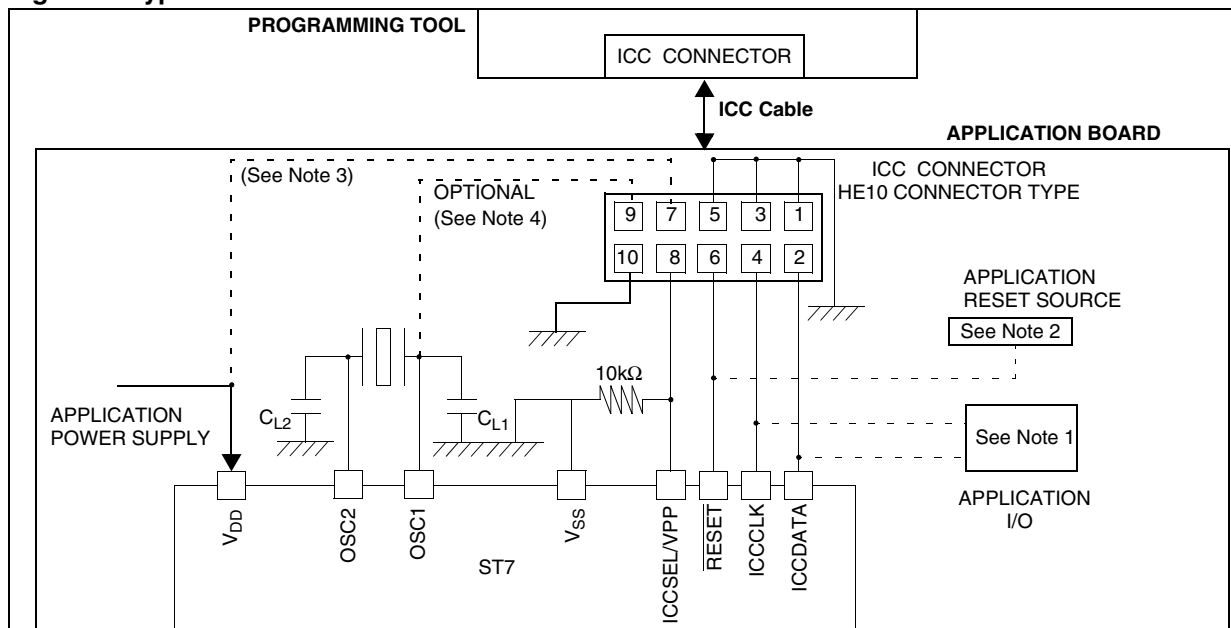 PROGRAMMING TOOL
ICC CONNECTOR
ICC Cable
APPLICATION BOARD
(See Note 3)
OPTIONAL
(See Note 4)
ICC CONNECTOR
HE10 CONNECTOR TYPE
9 7 5 3 1
10 8 6 4 2
APPLICATION
RESET SOURCE
See Note 2
10kΩ
APPLICATION
POWER SUPPLY
CL2
CL1
See Note 1
APPLICATION
I/O
VDD
OSC2
OSC1
VSS
ICCSEL/VPP
RESET
ICCCLK
ICCDATA
ST7